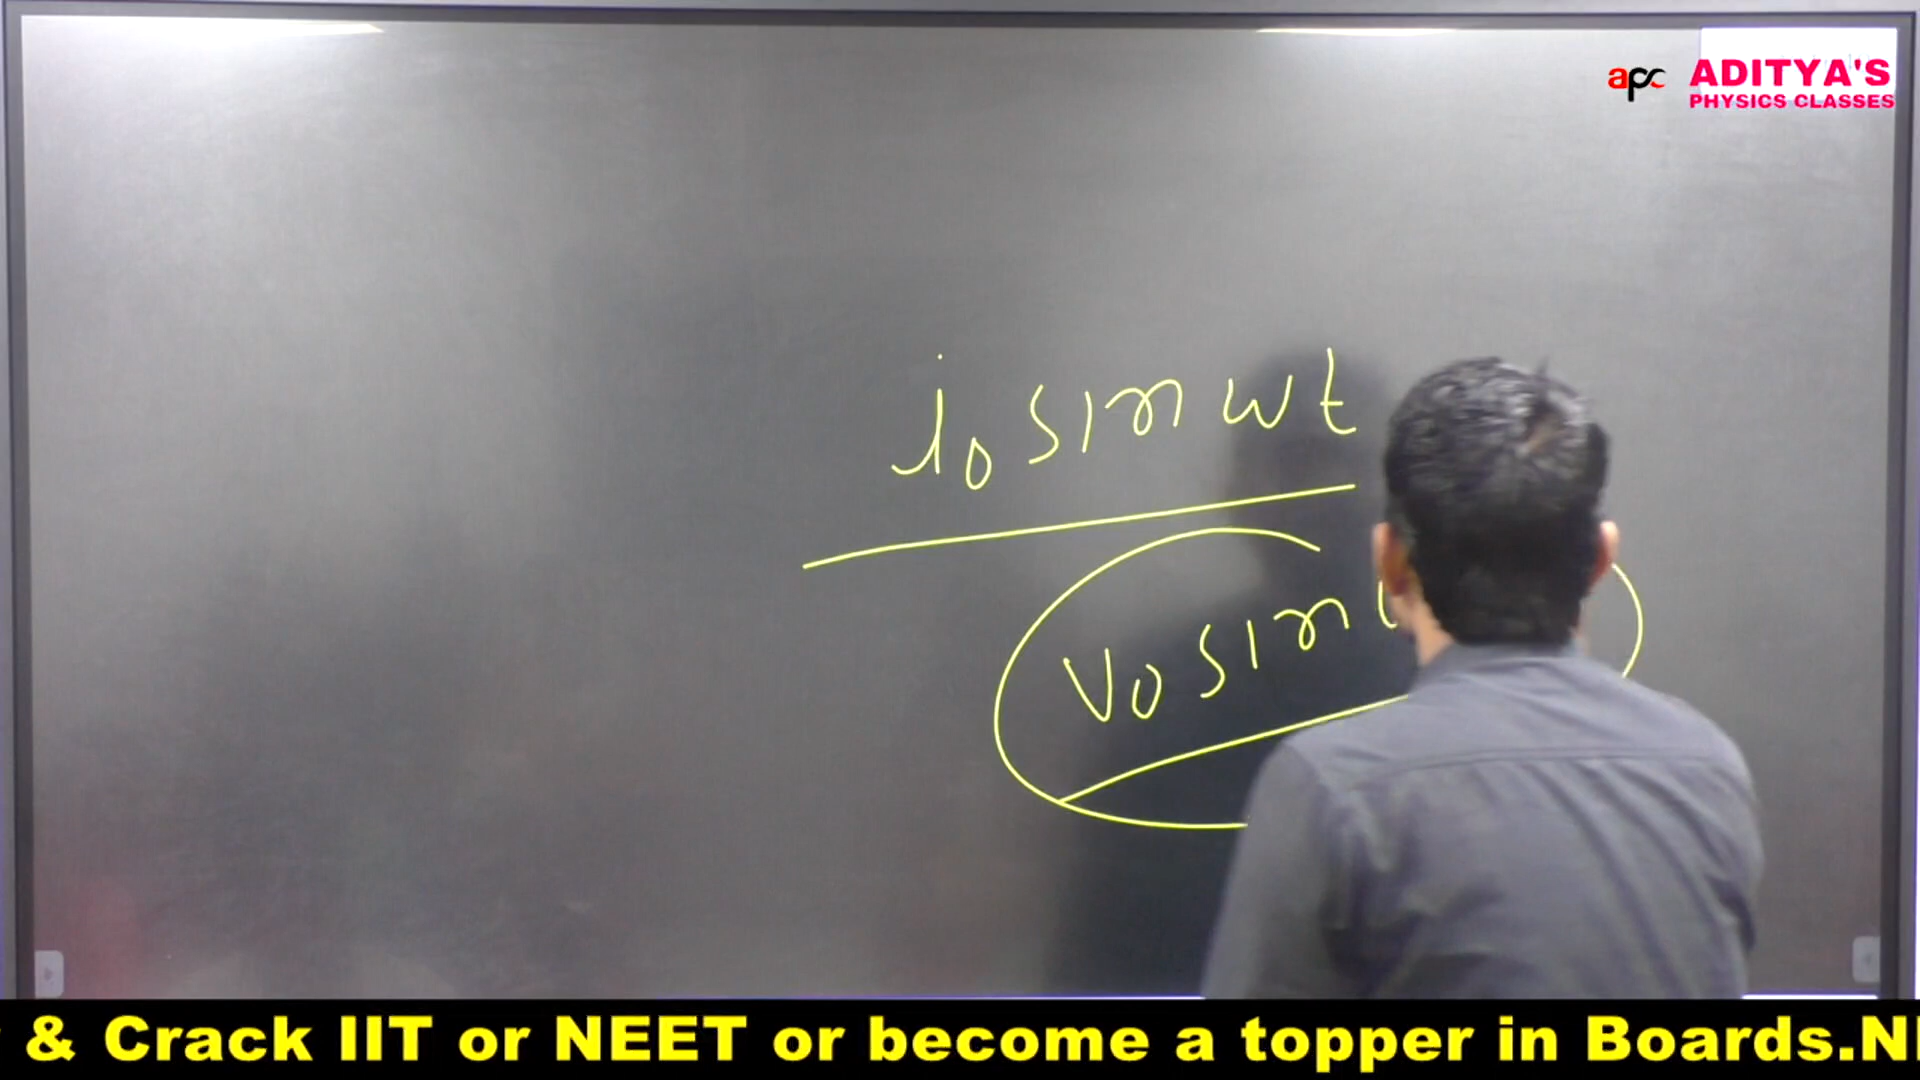 apc ADITYA'S
PHYSICS CLASSES
i₀ sin ωt
V₀ sin
& Crack IIT or NEET or become a topper in Boards.